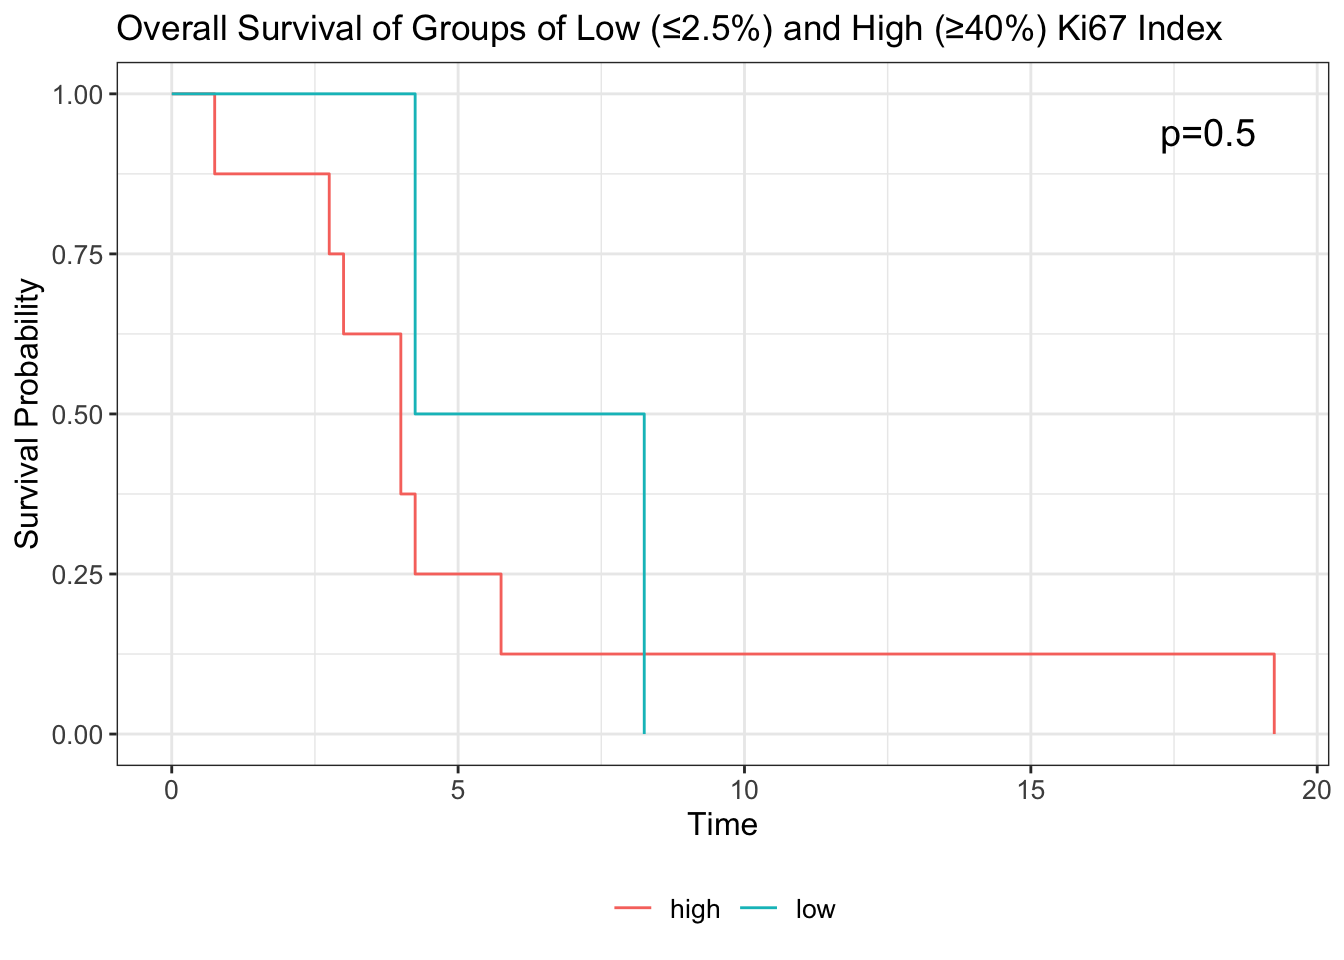 Overall Survival of Groups of Low (≤2.5%) and High (≥40%) Ki67 Index
p=0.5
1.00
0.75
0.50
0.25
0.00
Survival Probability
0 5 10 15 20
Time
high low